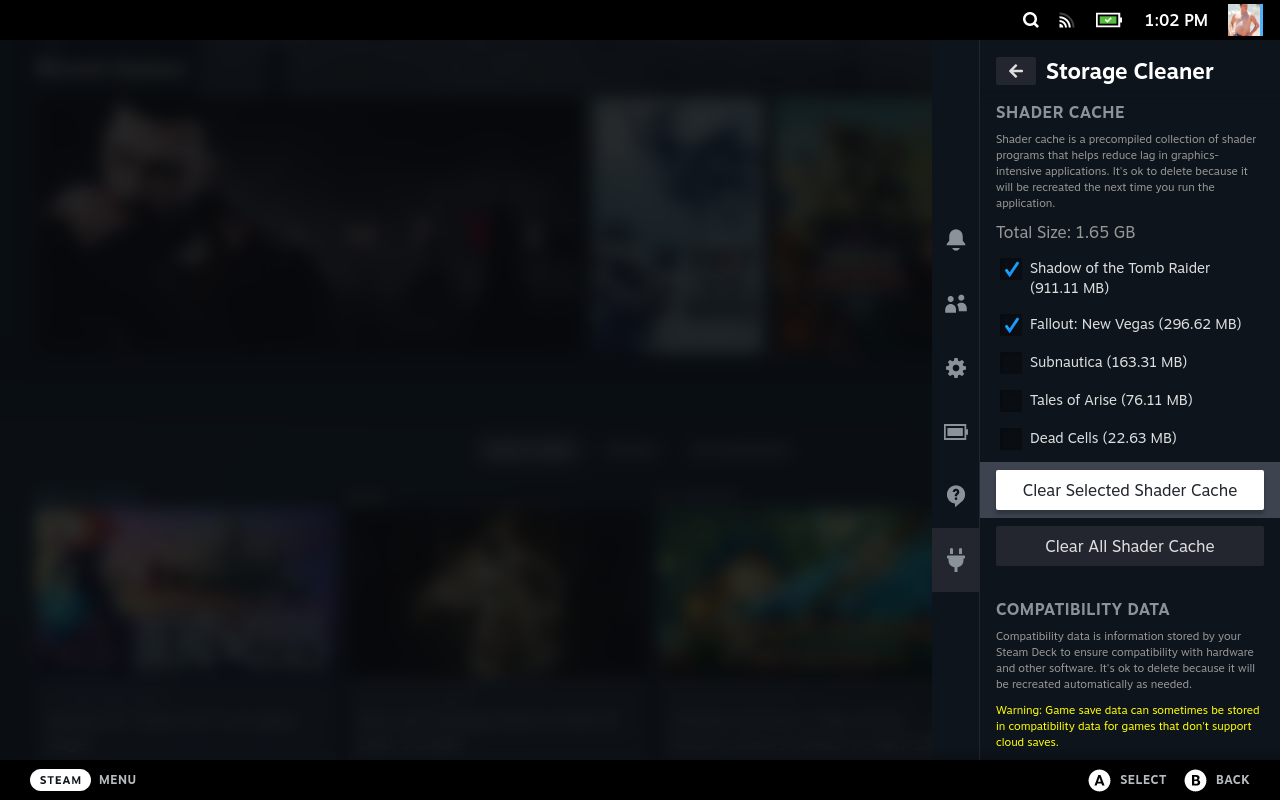 1:02 PM
Storage Cleaner
SHADER CACHE
Shader cache is a precompiled collection of shader
programs that helps reduce lag in graphics-
intensive applications. It's ok to delete because it
will be recreated the next time you run the
application.
Total Size: 1.65 GB
Shadow of the Tomb Raider
(911.11 MB)
Fallout: New Vegas (296.62 MB)
Subnautica (163.31 MB)
Tales of Arise (76.11 MB)
Dead Cells (22.63 MB)
Clear Selected Shader Cache
Clear All Shader Cache
COMPATIBILITY DATA
Compatibility data is information stored by your
Steam Deck to ensure compatibility with hardware
and other software. It's ok to delete because it will
be recreated automatically as needed.
Warning: Game save data can sometimes be stored
in compatibility data for games that don't support
cloud saves.
STEAM MENU
A SELECT B BACK